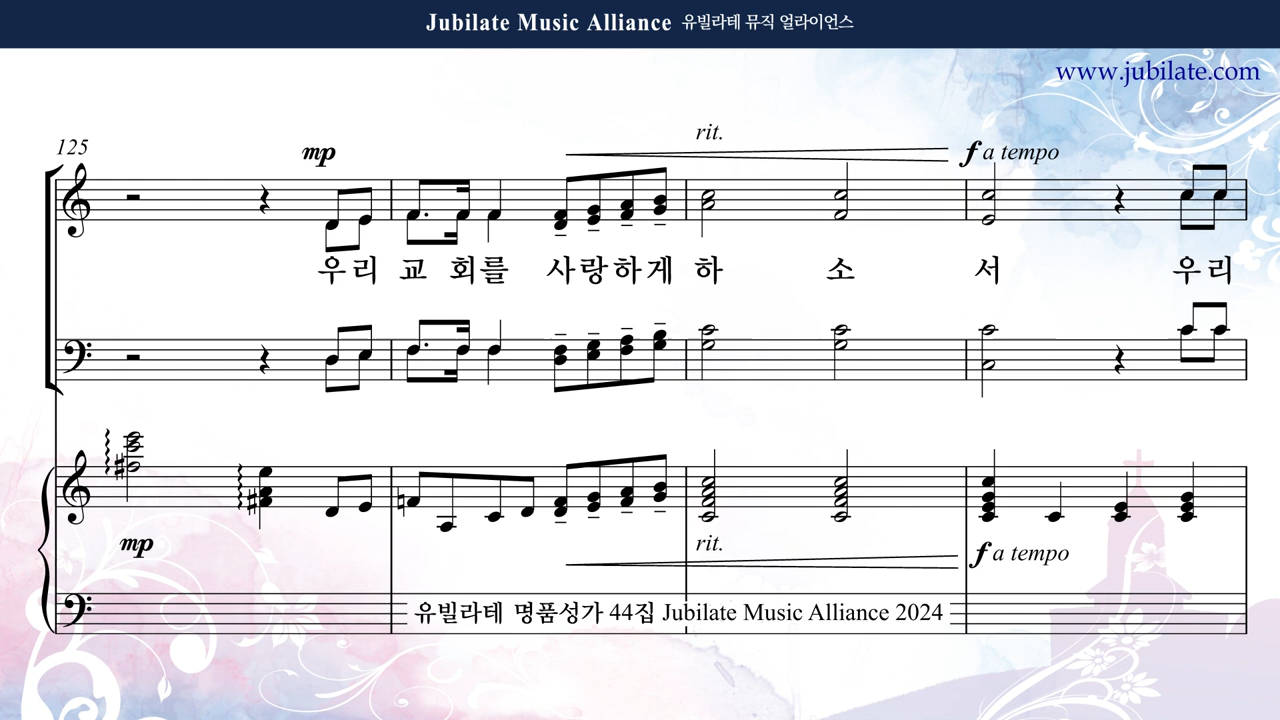 Jubilate Music Alliance 유빌라테 뮤직 얼라이언스
www.jubilate.com
125
mp
rit.
f a tempo
우리 교 회를 사랑하게 하 소 서 우리
mp
rit.
f a tempo
유빌라테 명품성가 44집 Jubilate Music Alliance 2024